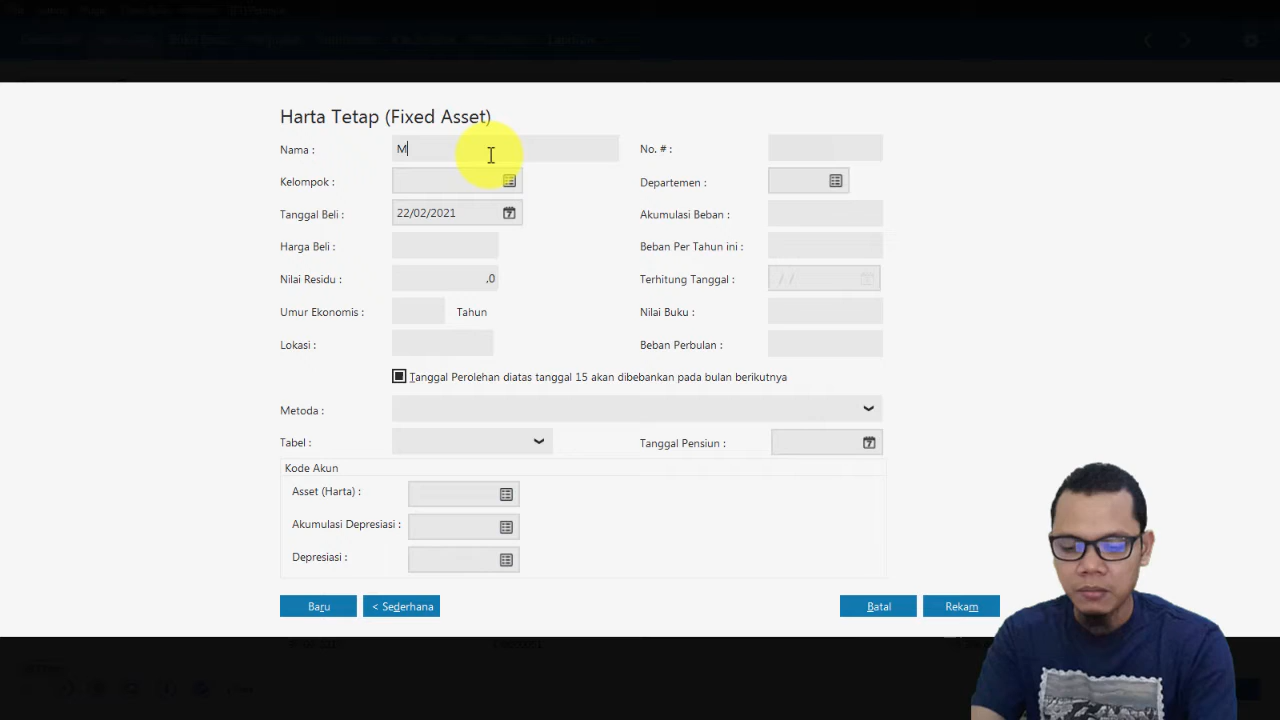 Harta Tetap (Fixed Asset)
Nama : M No. # :
Kelompok : Departemen :
Tanggal Beli : 22/02/2021 Akumulasi Beban :
Harga Beli : Beban Per Tahun ini :
Nilai Residu : ,0 Terhitung Tanggal : / /
Umur Ekonomis : Tahun Nilai Buku :
Lokasi : Beban Perbulan :
Tanggal Perolehan diatas tanggal 15 akan dibebankan pada bulan berikutnya
Metoda :
Tabel : Tanggal Pensiun :
Kode Akun
Asset (Harta) :
Akumulasi Depresiasi :
Depresiasi :
Baru < Sederhana Batal Rekam